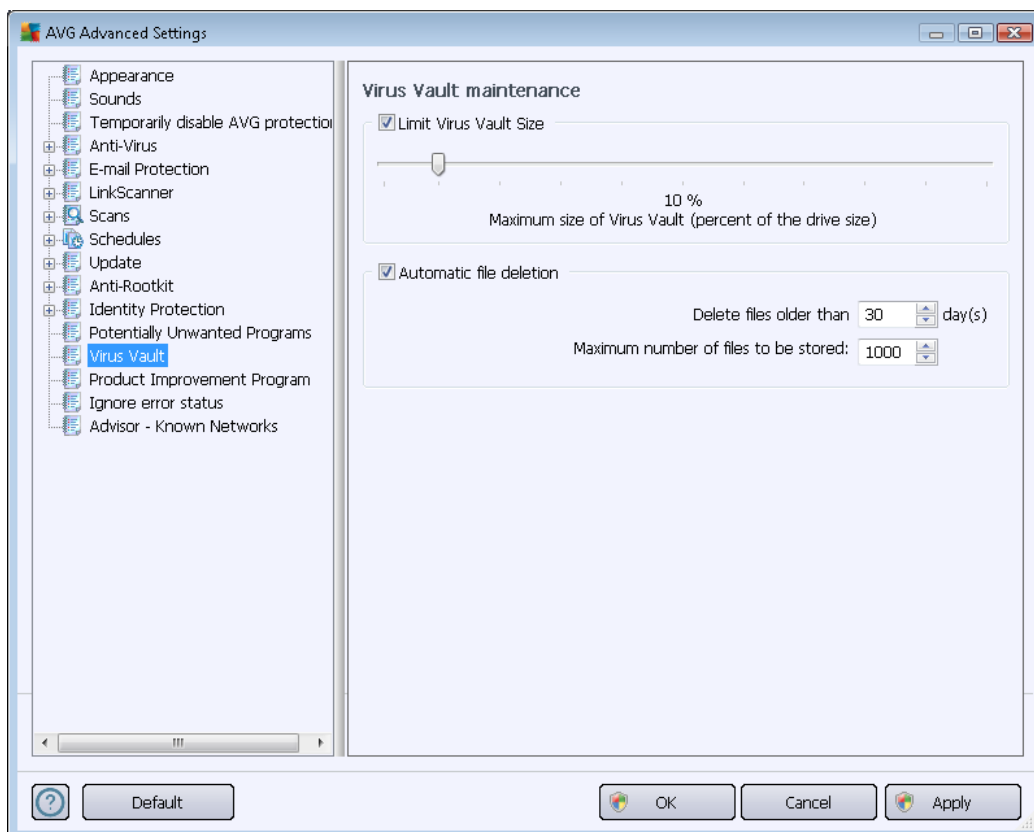 AVG Advanced Settings
Appearance
Sounds
Temporarily disable AVG protection
Anti-Virus
E-mail Protection
LinkScanner
Scans
Schedules
Update
Anti-Rootkit
Identity Protection
Potentially Unwanted Programs
Virus Vault
Product Improvement Program
Ignore error status
Advisor - Known Networks
Virus Vault maintenance
Limit Virus Vault Size
10 %
Maximum size of Virus Vault (percent of the drive size)
Automatic file deletion
Delete files older than 30 day(s)
Maximum number of files to be stored: 1000
? Default OK Cancel Apply